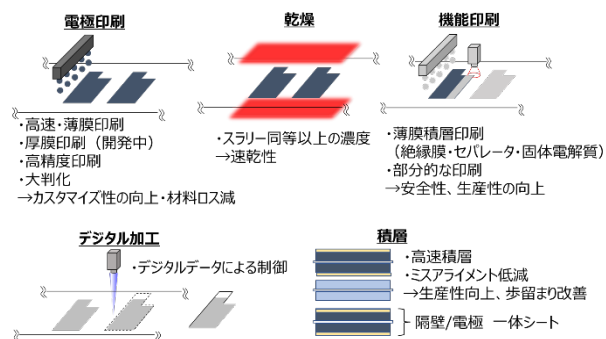 電極印刷
・高速・薄膜印刷
・厚膜印刷（開発中）
・高精度印刷
・大判化
→カスタマイズ性の向上・材料ロス減
乾燥
・スラリー同等以上の濃度
→速乾性
機能印刷
・薄膜積層印刷
（絶縁膜・セパレータ・固体電解質）
・部分的な印刷
→安全性、生産性の向上
デジタル加工
・デジタルデータによる制御
積層
・高速積層
・ミスアライメント低減
→生産性向上、歩留まり改善
隔壁/電極 一体シート